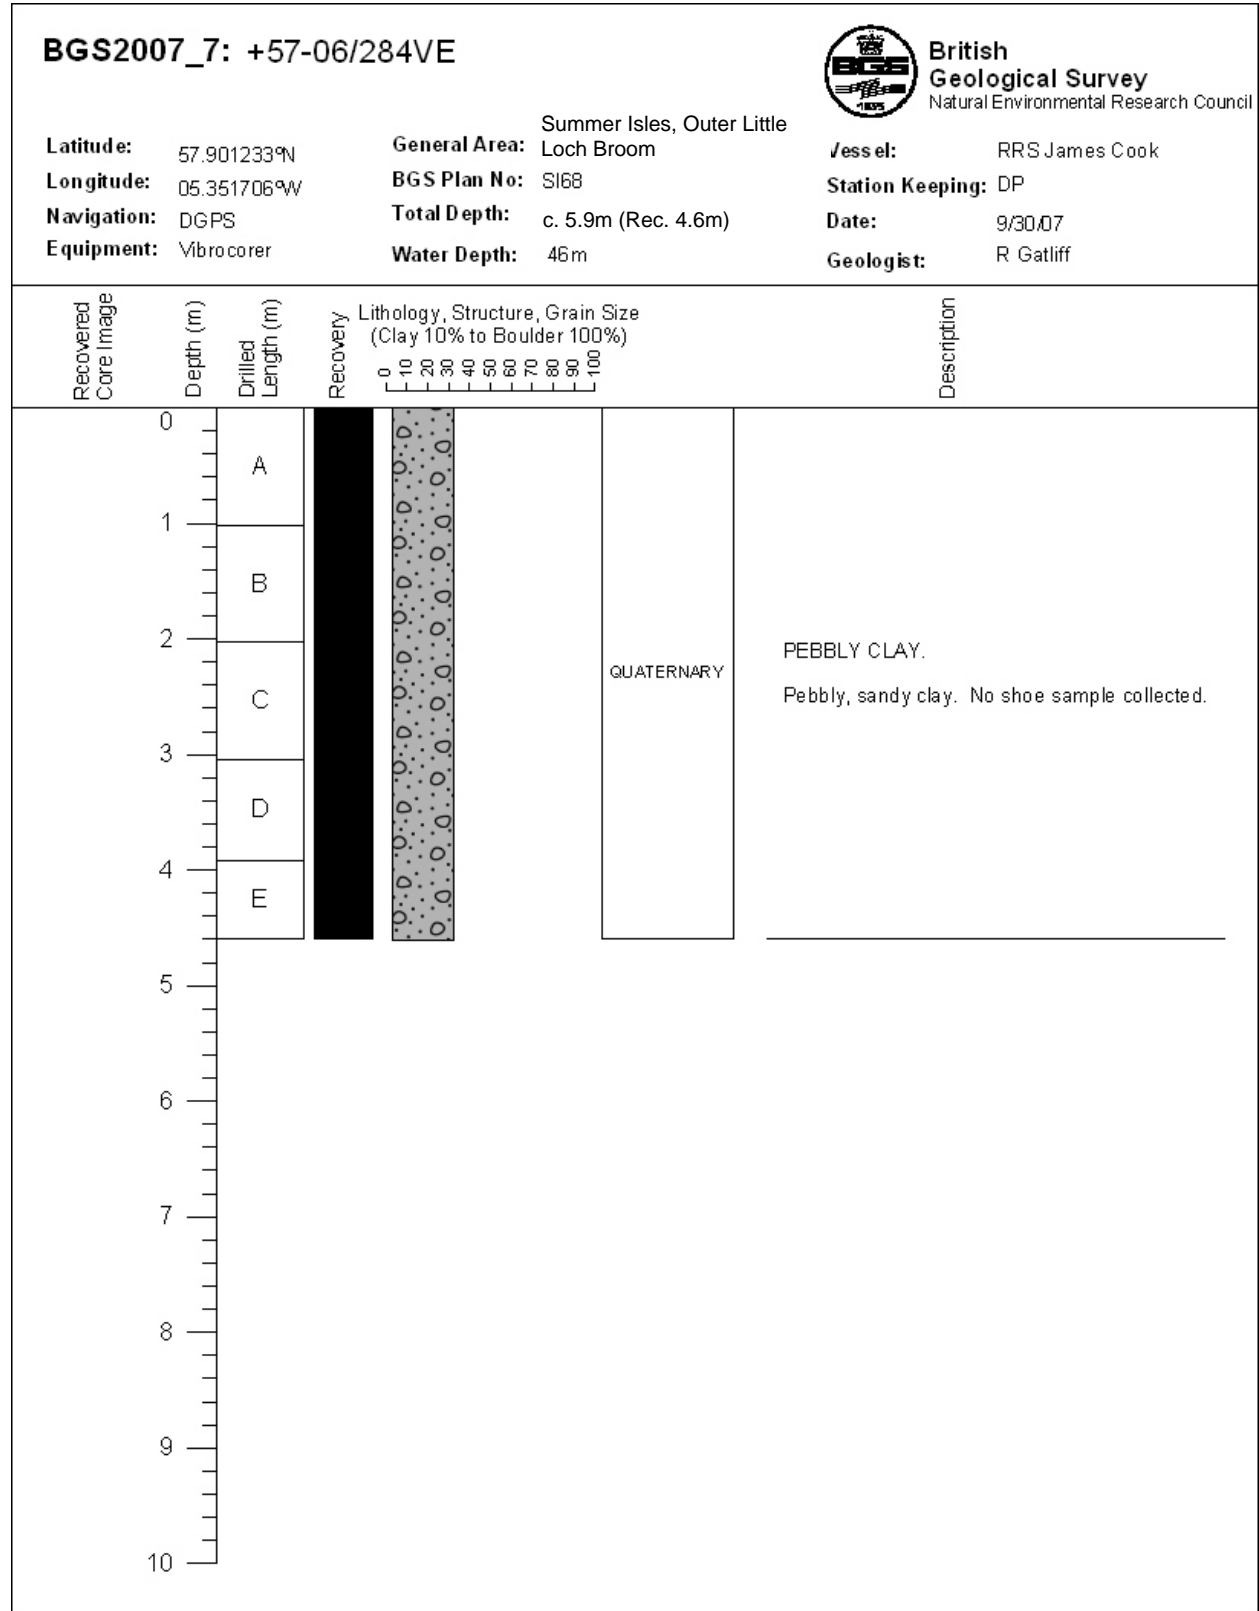 BGS2007_7: +57-06/284VE
BGS
1835
British
Geological Survey
Natural Environmental Research Council
Latitude: 57.901233ºN
Longitude: 05.351706ºW
Navigation: DGPS
Equipment: Vibrocorer
General Area: Summer Isles, Outer Little
Loch Broom
BGS Plan No: SI68
Total Depth: c. 5.9m (Rec. 4.6m)
Water Depth: 46m
Vessel: RRS James Cook
Station Keeping: DP
Date: 9/30/07
Geologist: R Gatliff
Recovered
Core Image
Depth (m)
Drilled
Length (m)
Recovery
Lithology, Structure, Grain Size
(Clay 10% to Boulder 100%)
0 10 20 30 40 50 60 70 80 90 100
Description
0
A
1
B
2
C
3
D
4
E
5
6
7
8
9
10
QUATERNARY
PEBBLY CLAY.
Pebbly, sandy clay. No shoe sample collected.